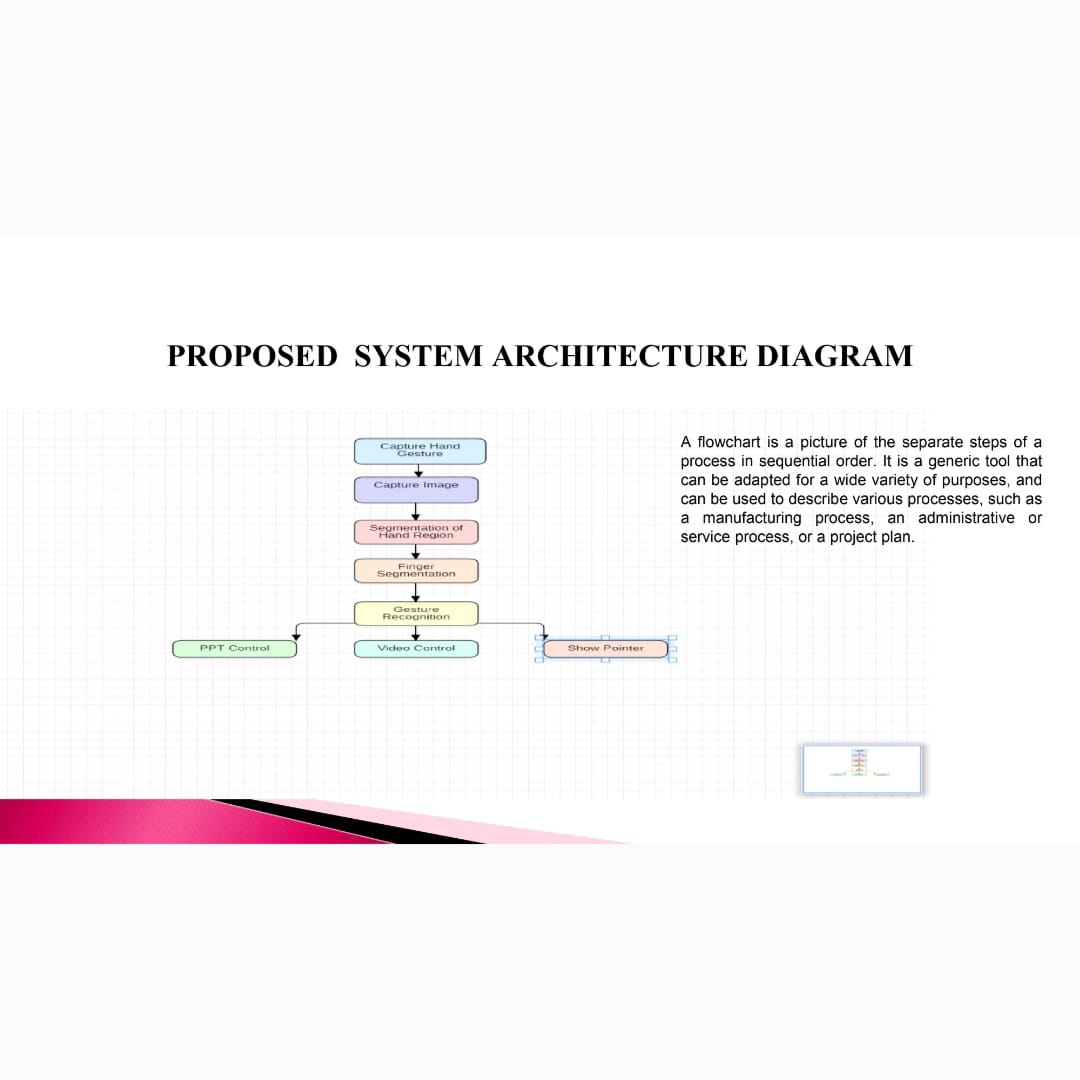 PROPOSED SYSTEM ARCHITECTURE DIAGRAM
Capture Hand
Gesture
Capture Image
Segmentation of
Hand Region
Finger
Segmentation
Gesture
Recognition
PPT Control
Video Control
Show Pointer
A flowchart is a picture of the separate steps of a
process in sequential order. It is a generic tool that
can be adapted for a wide variety of purposes, and
can be used to describe various processes, such as
a manufacturing process, an administrative or
service process, or a project plan.